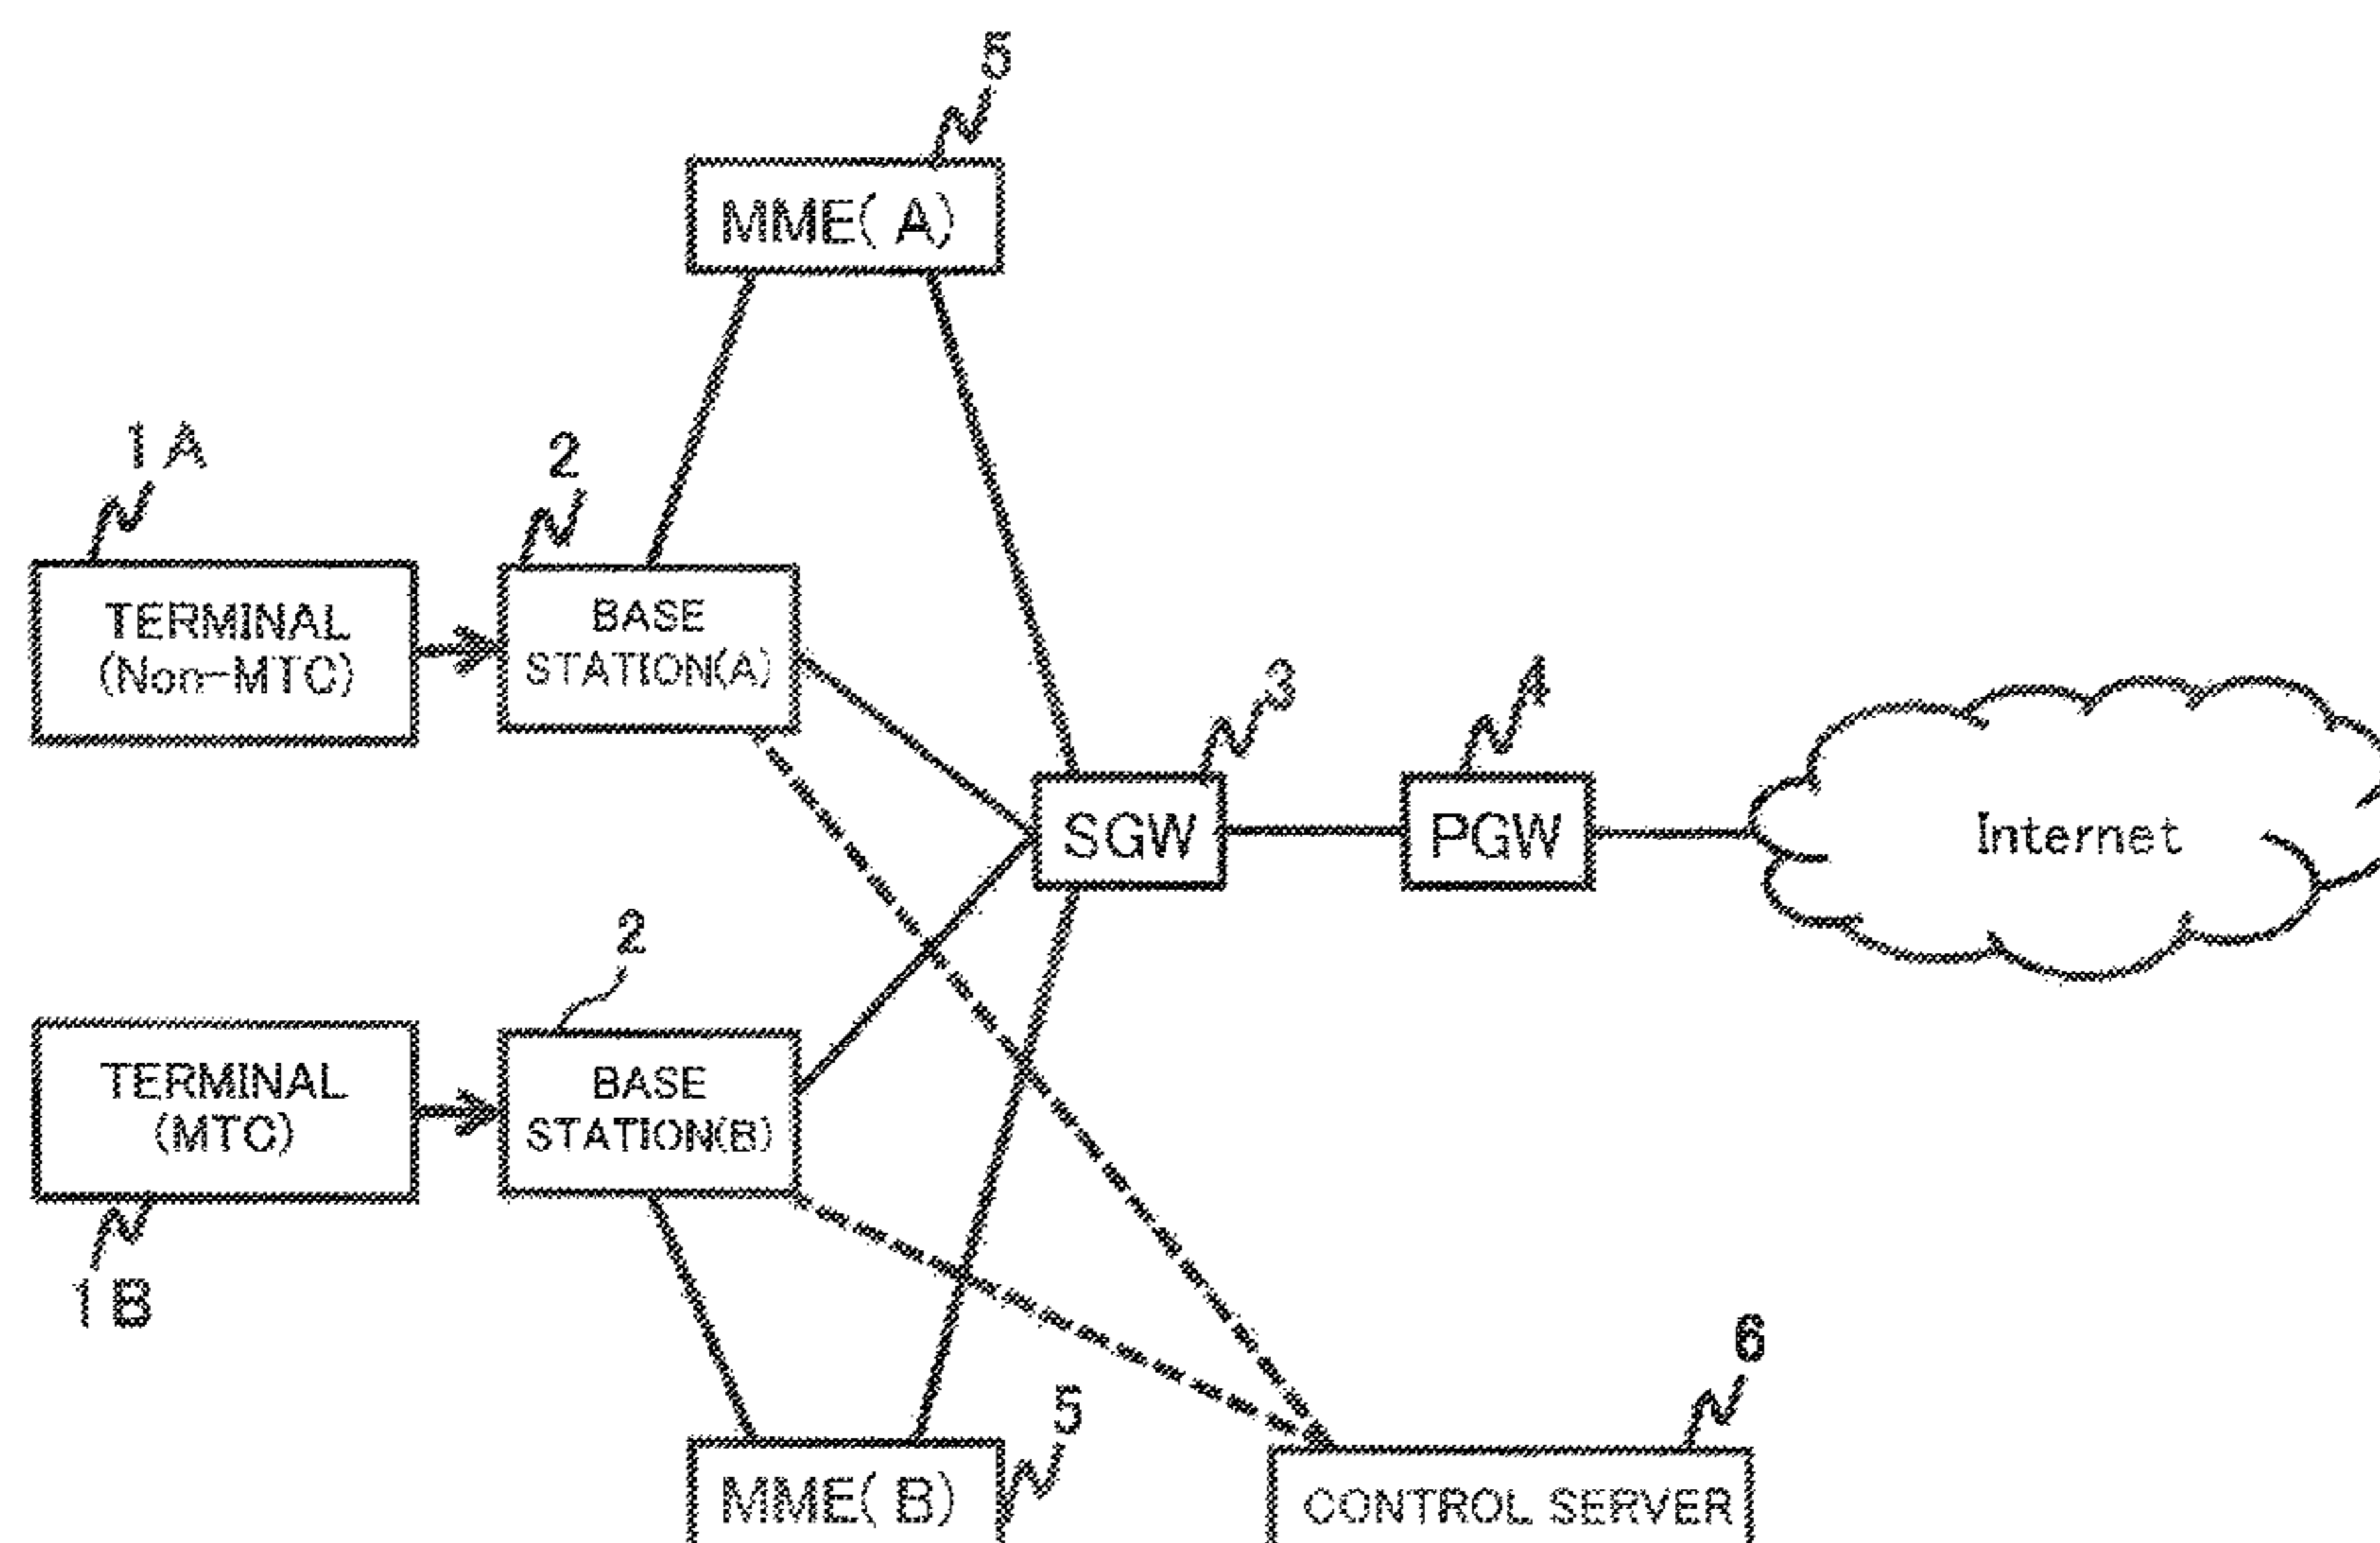 5
MME( A)
1A
2
TERMINAL
(Non-MTC)
BASE
STATION(A)
3
4
SGW
PGW
Internet
2
TERMINAL
(MTC)
BASE
STATION(B)
1B
6
5
MME( B)
CONTROL SERVER